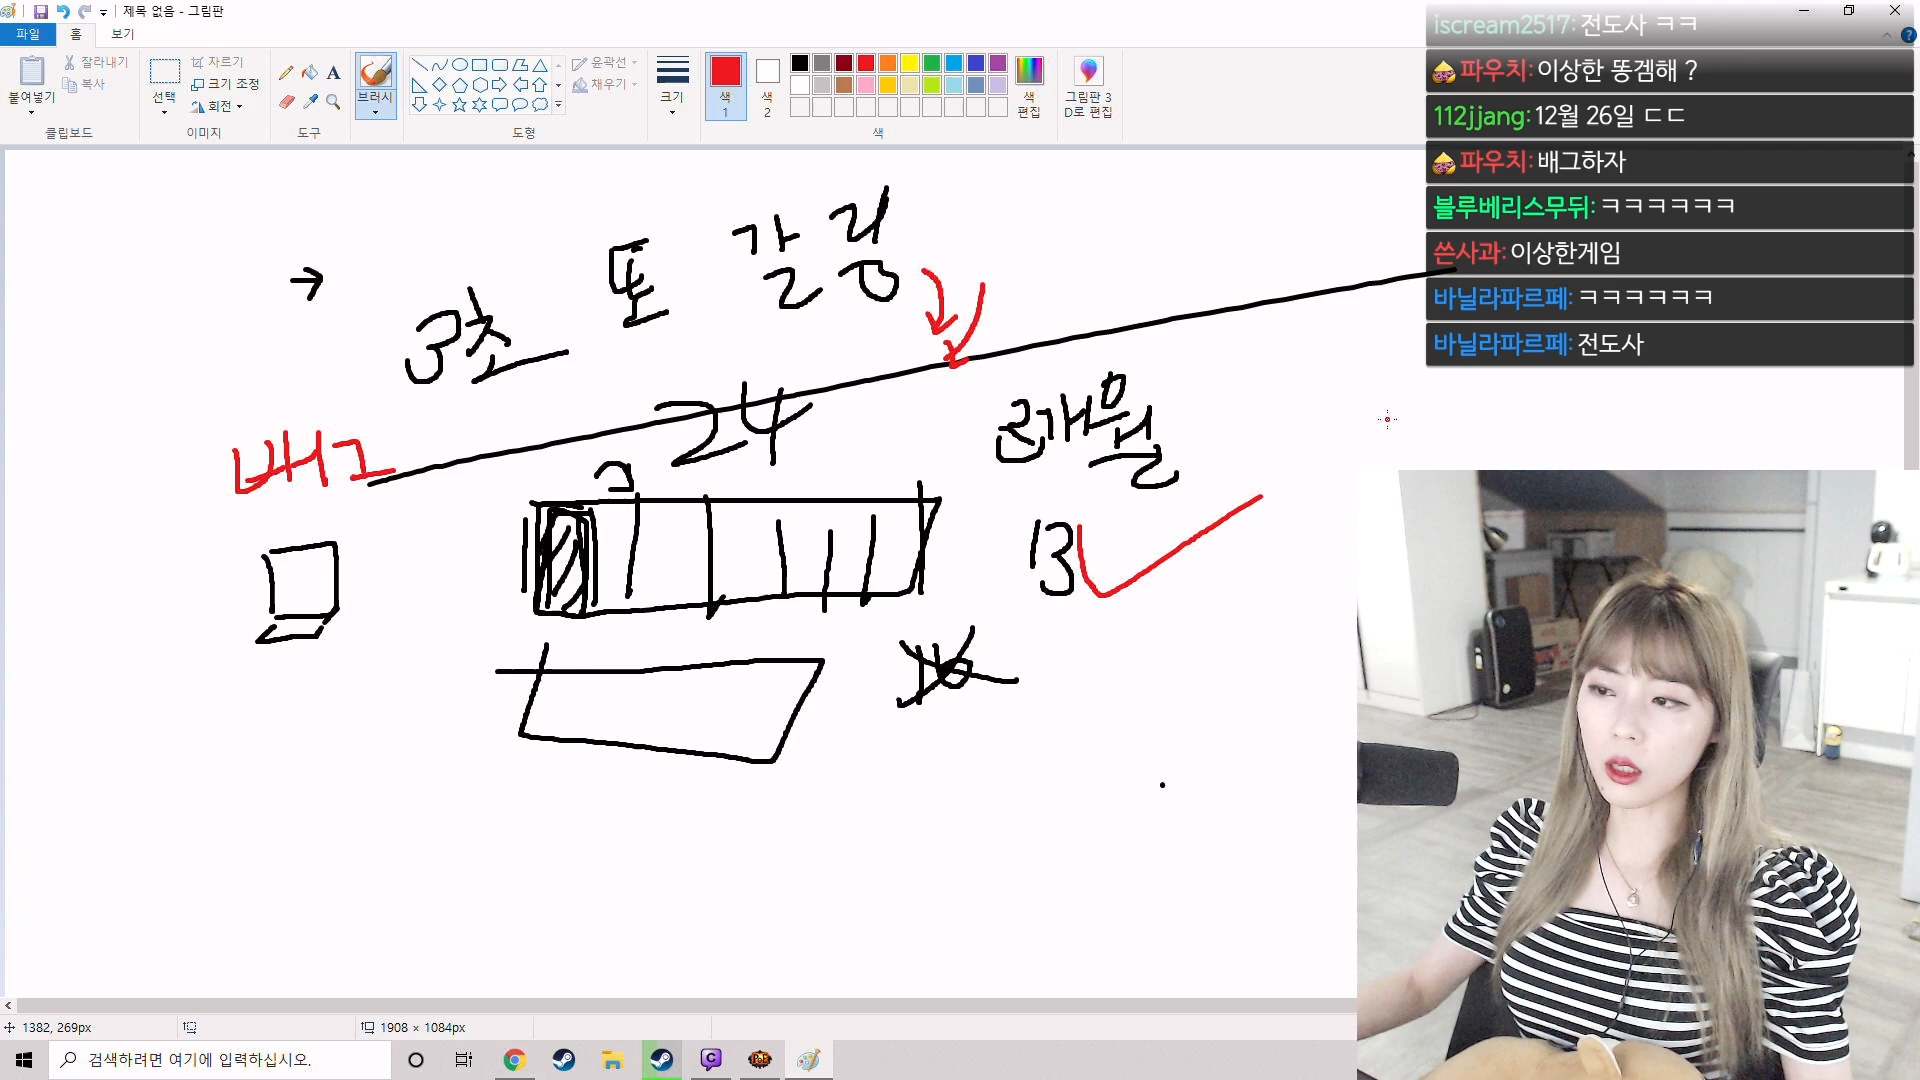 제목 없음 - 그림판
파일 홈 보기
붙여넣기 잘라내기 복사 클립보드
선택 자르기 크기 조정 회전 이미지
A
도구
브러시
윤곽선 채우기 도형
크기
색 1 색 2 색 편집 색
그림판 3D로 편집
iscream2517: 전도사 ㅋㅋ
파우치: 이상한 똥겜해 ?
112jjang: 12월 26일 ㄷㄷ
파우치: 배그하자
블루베리스무뒤: ㅋㅋㅋㅋㅋㅋ
쓴사과: 이상한게임
바닐라파르페: ㅋㅋㅋㅋㅋㅋ
바닐라파르페: 전도사
3초 토 갈링
24
3개월
배그
13
16
1382, 269px
1908 × 1084px
검색하려면 여기에 입력하십시오.